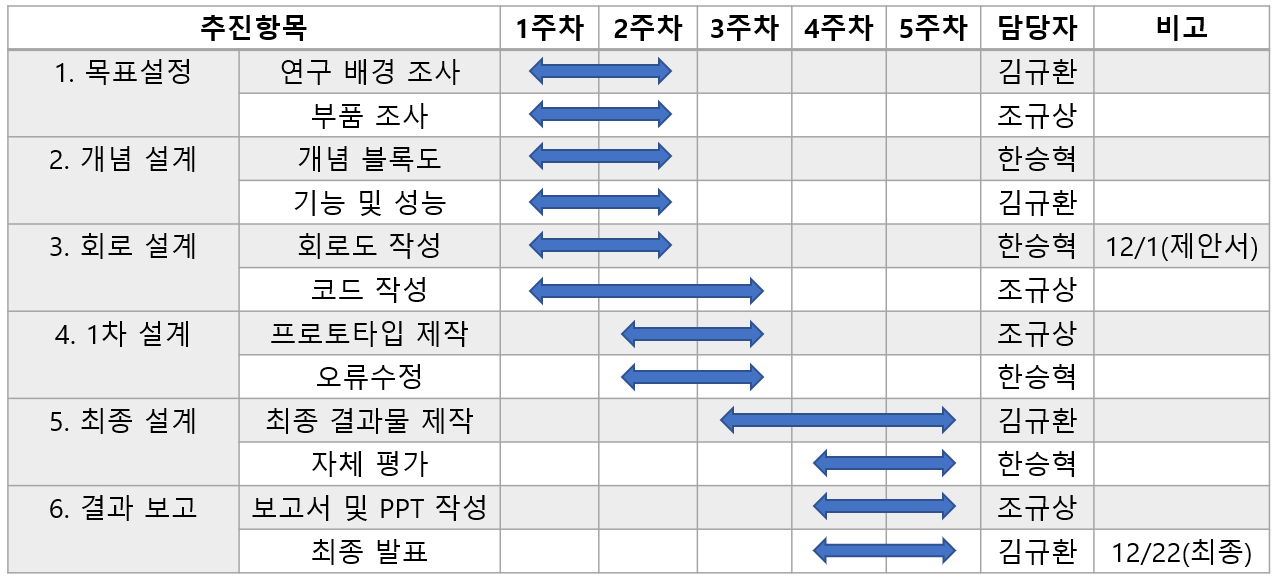 추진항목 1주차 2주차 3주차 4주차 5주차 담당자 비고
1. 목표설정 연구 배경 조사 김규환
부품 조사 조규상
2. 개념 설계 개념 블록도 한승혁
기능 및 성능 김규환
3. 회로 설계 회로도 작성 한승혁 12/1(제안서)
코드 작성 조규상
4. 1차 설계 프로토타입 제작 조규상
오류수정 한승혁
5. 최종 설계 최종 결과물 제작 김규환
자체 평가 한승혁
6. 결과 보고 보고서 및 PPT 작성 조규상
최종 발표 김규환 12/22(최종)